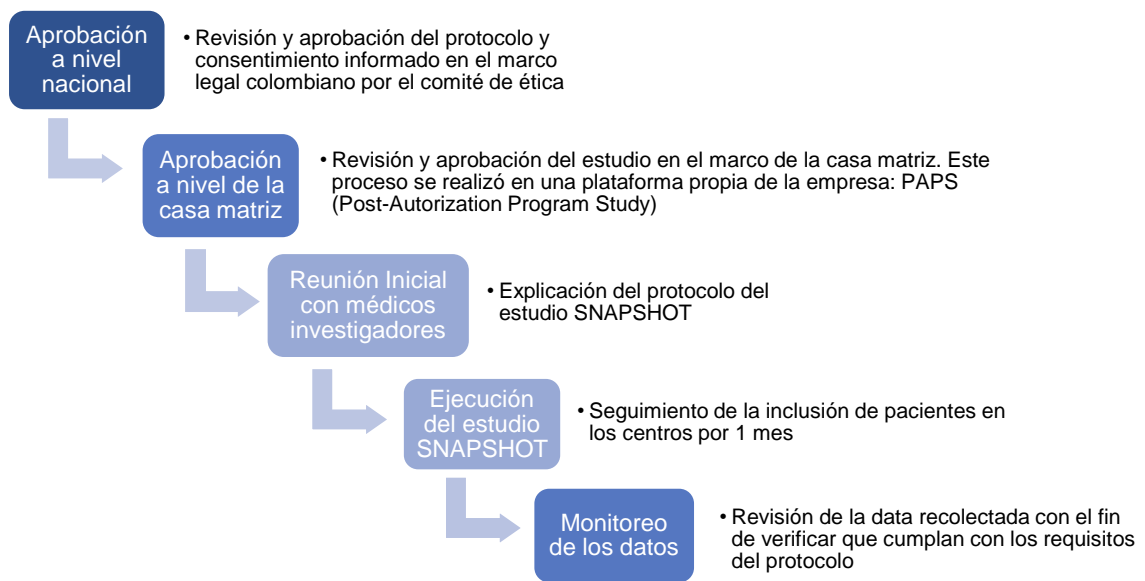 Aprobación
a nivel
nacional
• Revisión y aprobación del protocolo y
consentimiento informado en el marco
legal colombiano por el comité de ética
Aprobación
a nivel de la
casa matriz
• Revisión y aprobación del estudio en el marco de la casa matriz. Este
proceso se realizó en una plataforma propia de la empresa: PAPS
(Post-Autorization Program Study)
Reunión Inicial
con médicos
investigadores
• Explicación del protocolo del
estudio SNAPSHOT
Ejecución
del estudio
SNAPSHOT
• Seguimiento de la inclusión de pacientes en
los centros por 1 mes
Monitoreo
de los datos
• Revisión de la data recolectada con el fin
de verificar que cumplan con los requisitos
del protocolo